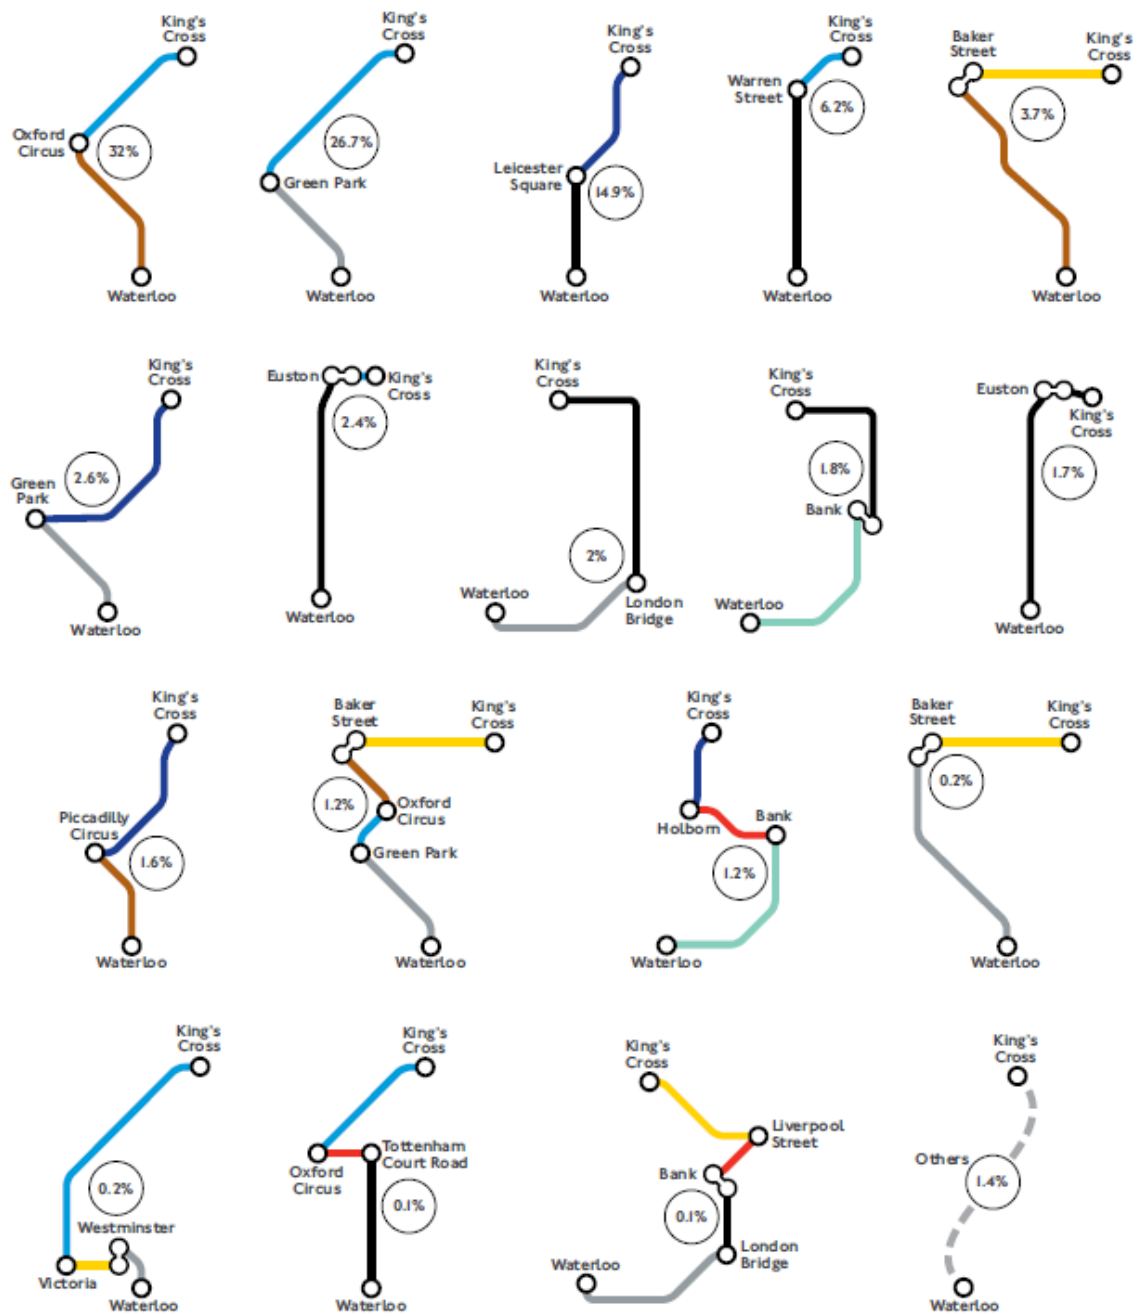 King's
Cross
Oxford
Circus
32%
Waterloo
King's
Cross
26.7%
Green Park
Waterloo
King's
Cross
Leicester
Square
14.9%
Waterloo
King's
Cross
Warren
Street
6.2%
Waterloo
Baker
Street
King's
Cross
3.7%
Waterloo
King's
Cross
2.6%
Green
Park
Waterloo
Euston
King's
Cross
2.4%
Waterloo
King's
Cross
2%
Waterloo
London
Bridge
King's
Cross
1.8%
Bank
Waterloo
Euston
King's
Cross
1.7%
Waterloo
King's
Cross
Piccadilly
Circus
1.6%
Waterloo
Baker
Street
King's
Cross
1.2%
Oxford
Circus
Green Park
Waterloo
King's
Cross
Holborn
Bank
1.2%
Waterloo
Baker
Street
King's
Cross
0.2%
Waterloo
King's
Cross
0.2%
Westminster
Victoria
Waterloo
King's
Cross
Oxford
Circus
Tottenham
Court Road
0.1%
Waterloo
King's
Cross
Liverpool
Street
Bank
0.1%
London
Bridge
Waterloo
King's
Cross
Others
1.4%
Waterloo